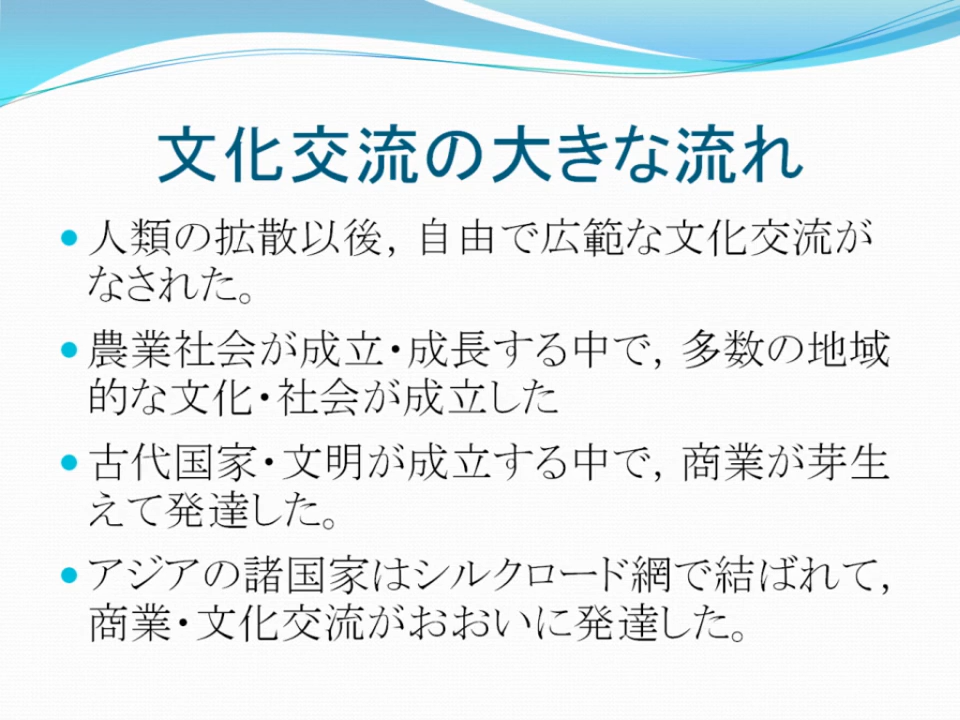 文化交流の大きな流れ
• 人類の拡散以後，自由で広範な文化交流が
なされた。
• 農業社会が成立・成長する中で，多数の地域
的な文化・社会が成立した
• 古代国家・文明が成立する中で，商業が芽生
えて発達した。
• アジアの諸国家はシルクロード網で結ばれて，
商業・文化交流がおおいに発達した。